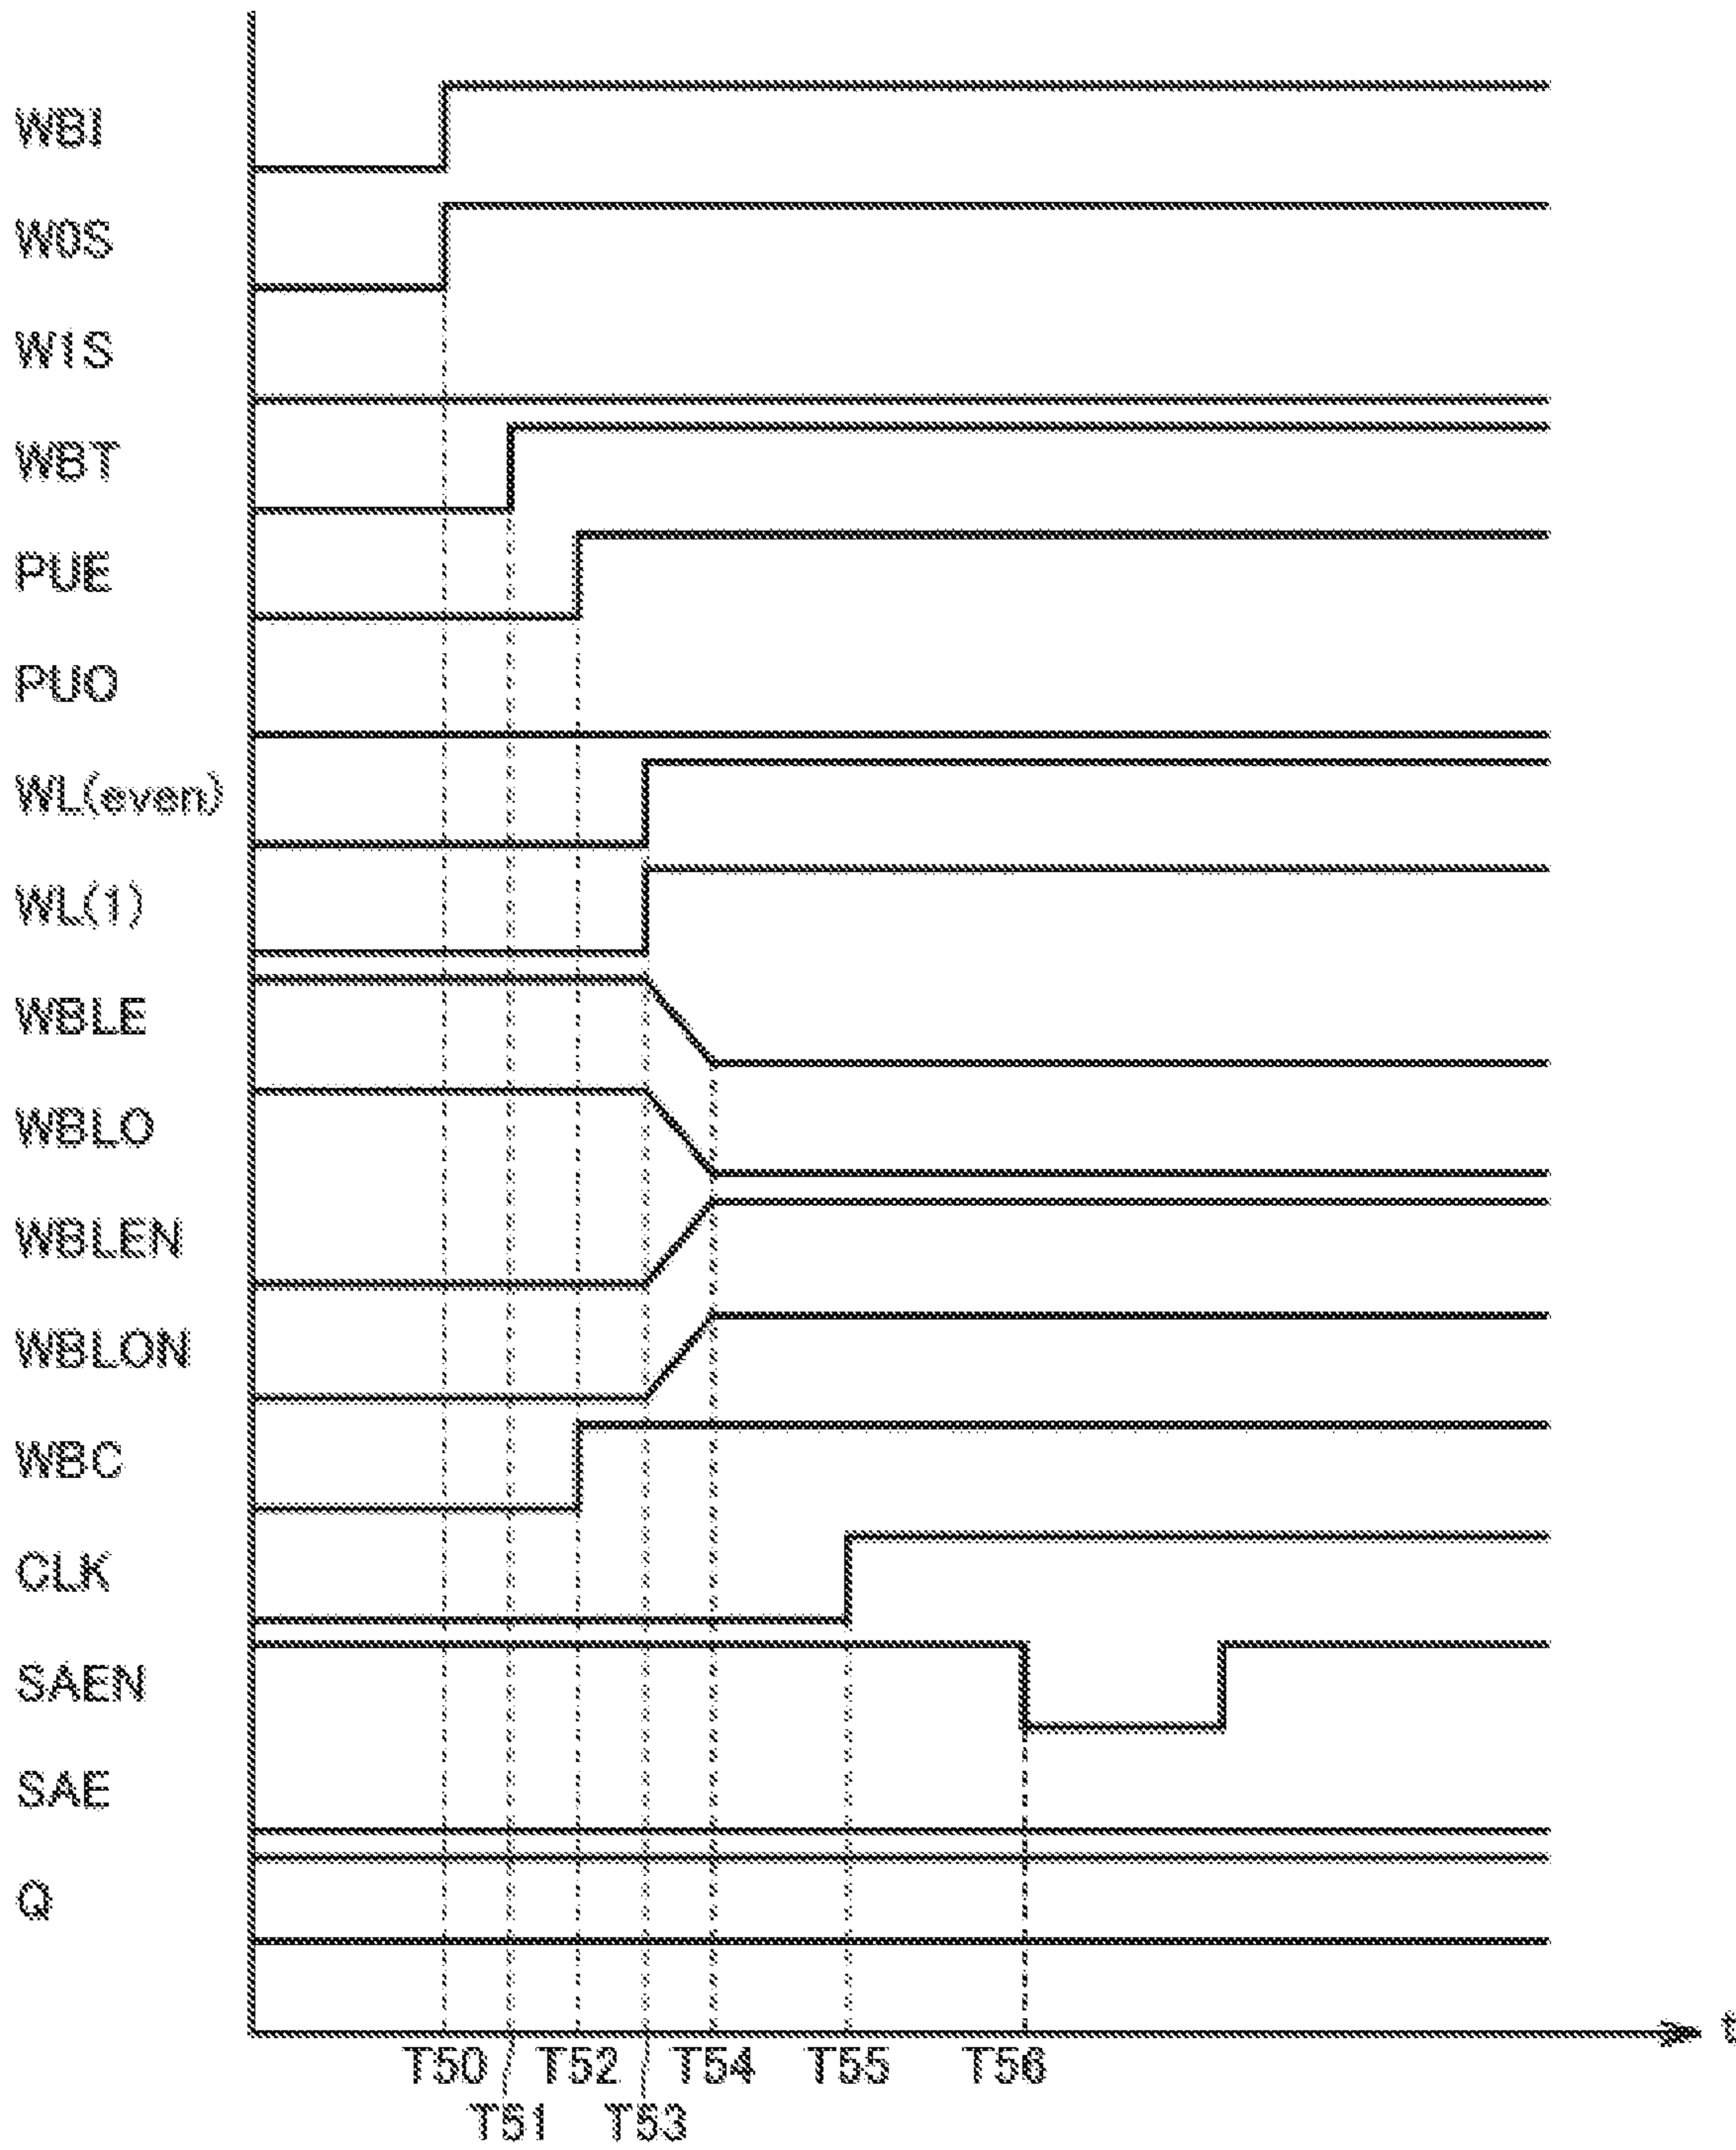 WBI
W0S
W1S
WBT
PUE
PUO
WL(even)
WL(1)
WBLE
WBLO
WBLEN
WBLON
WBC
CLK
SAEN
SAE
Q
t
T50 T52 T54 T55 T56
T51 T53